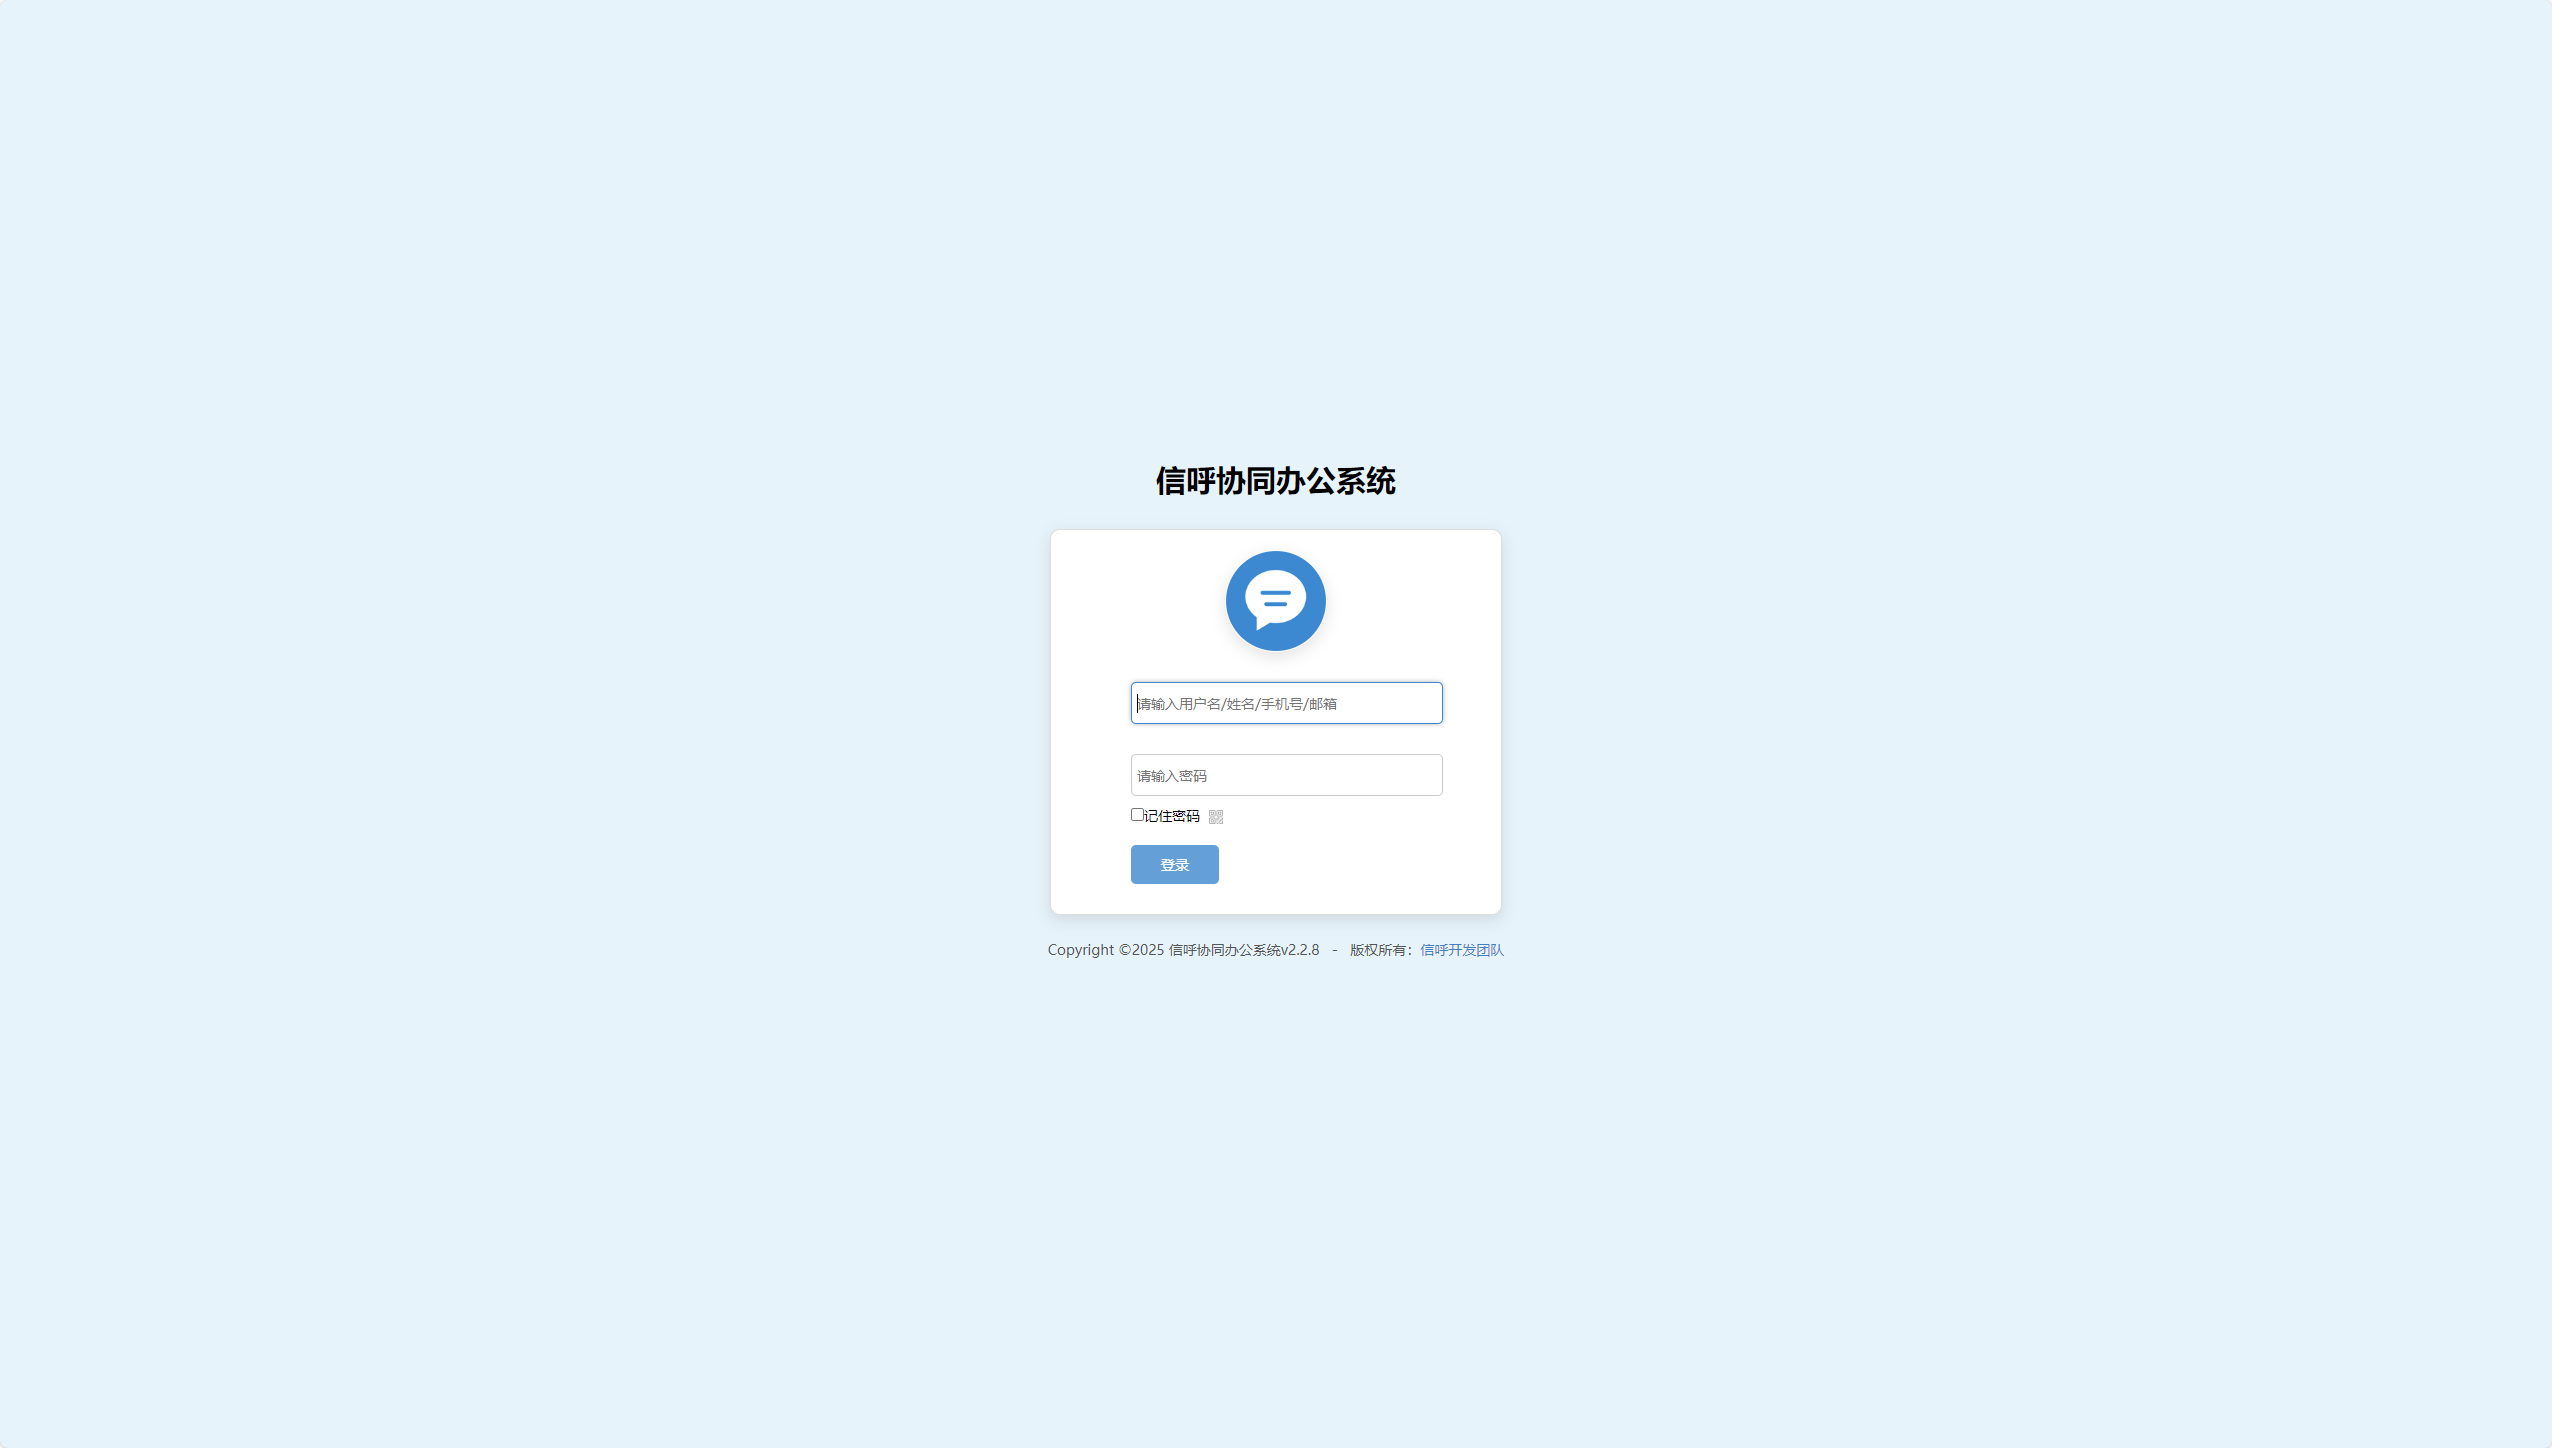 信呼协同办公系统
请输入用户名/姓名/手机号/邮箱
请输入密码
记住密码
登录
Copyright ©2025 信呼协同办公系统v2.2.8 - 版权所有：信呼开发团队